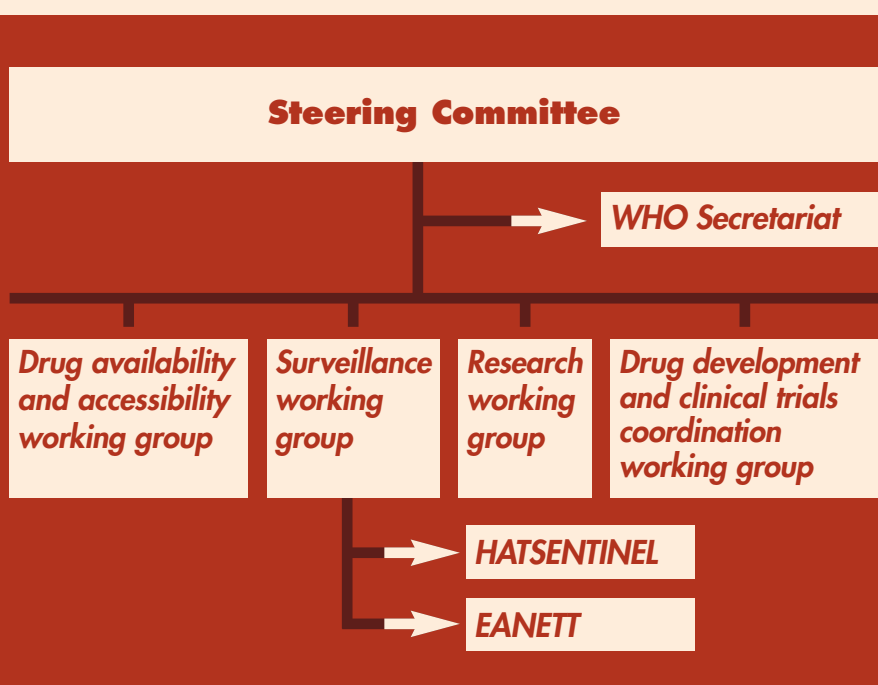 Steering Committee
WHO Secretariat
Drug availability
and accessibility
working group
Surveillance
working
group
Research
working
group
Drug development
and clinical trials
coordination
working group
HATSENTINEL
EANETT